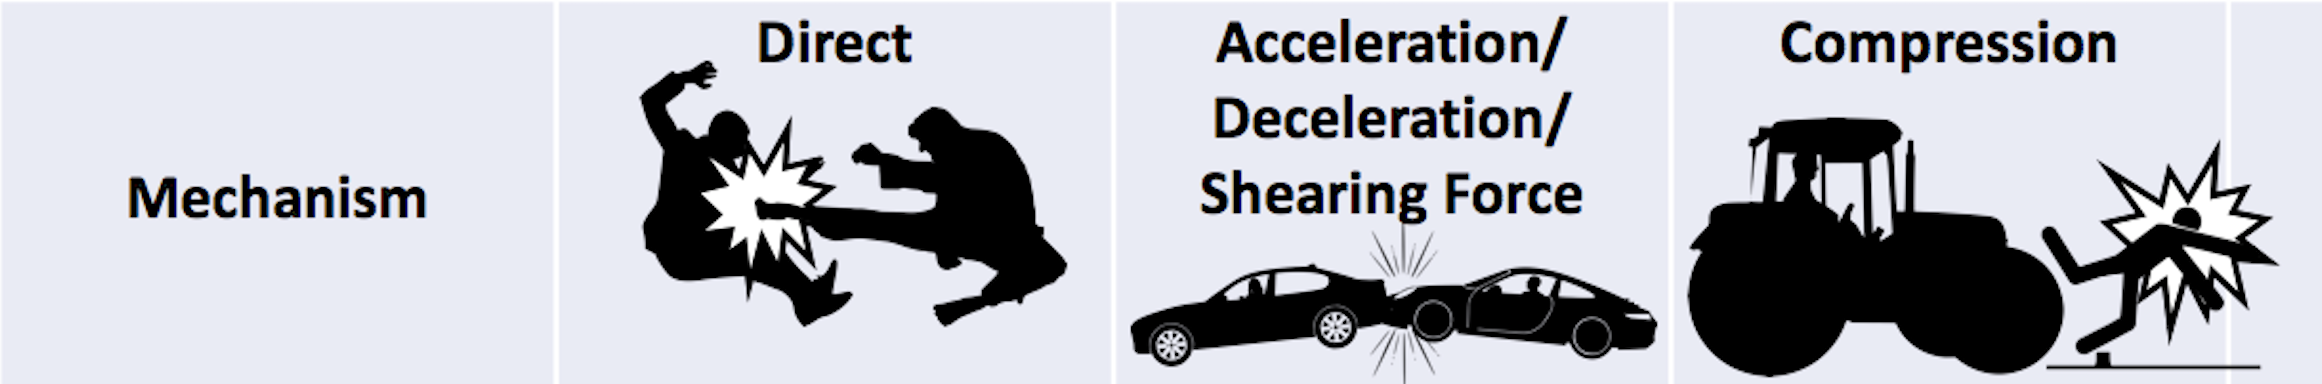 Mechanism
Direct
Acceleration/
Deceleration/
Shearing Force
Compression